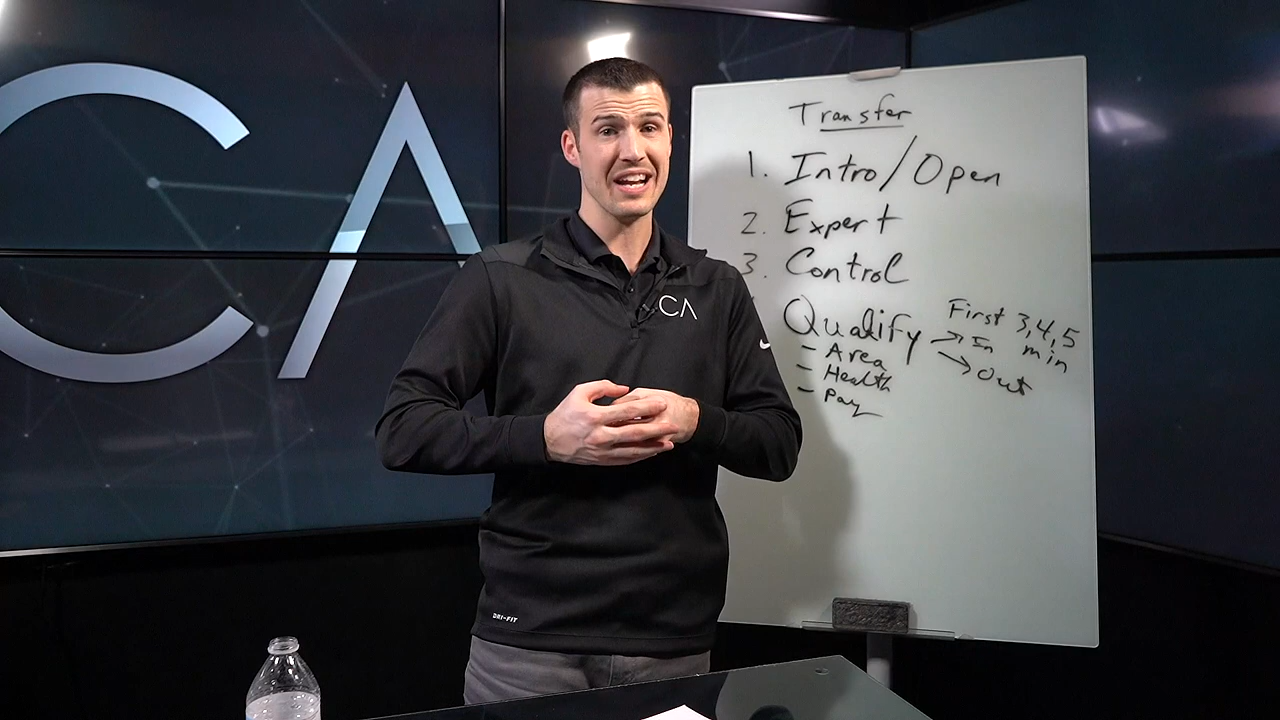 CA
Transfer
1. Intro/Open
2. Expert
3. Control
Qualify
First 3,4,5
min
In
Out
- Area
- Health
- Pay
CA
DRI-FIT